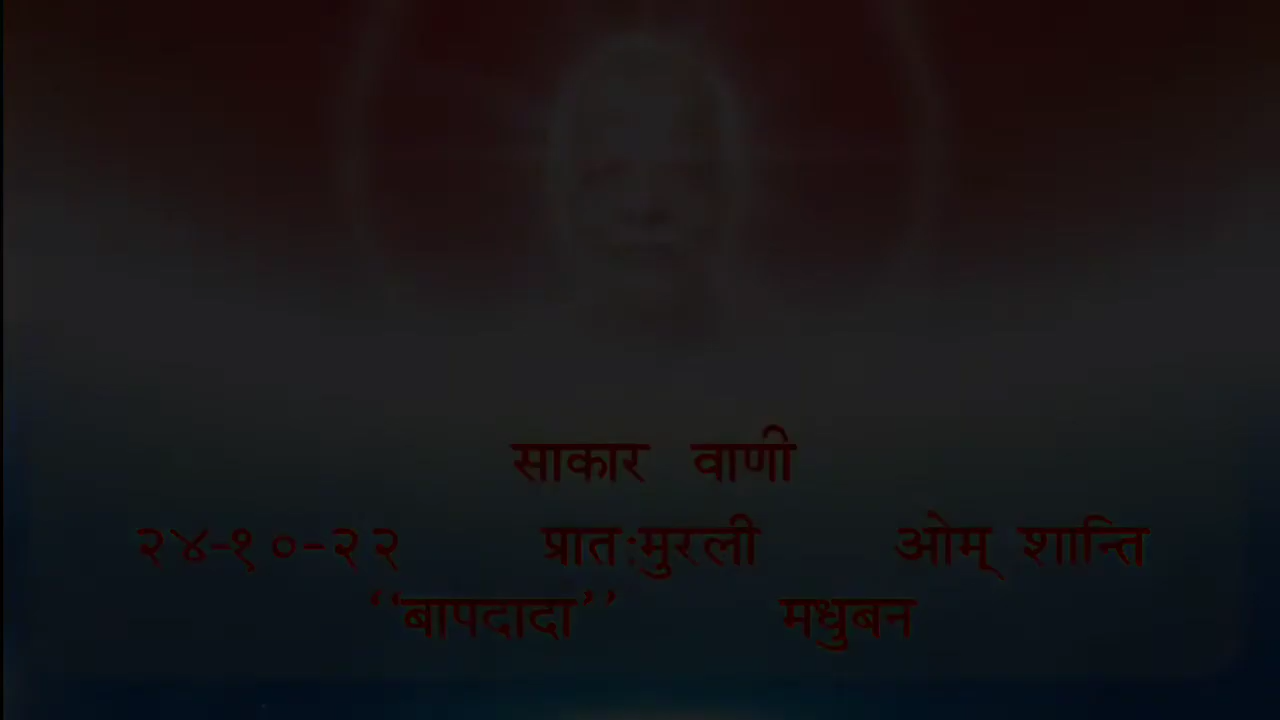 साकार वाणी
२४-१०-२२ प्रात:मुरली ओम् शान्ति
‘‘बापदादा’’ मधुबन